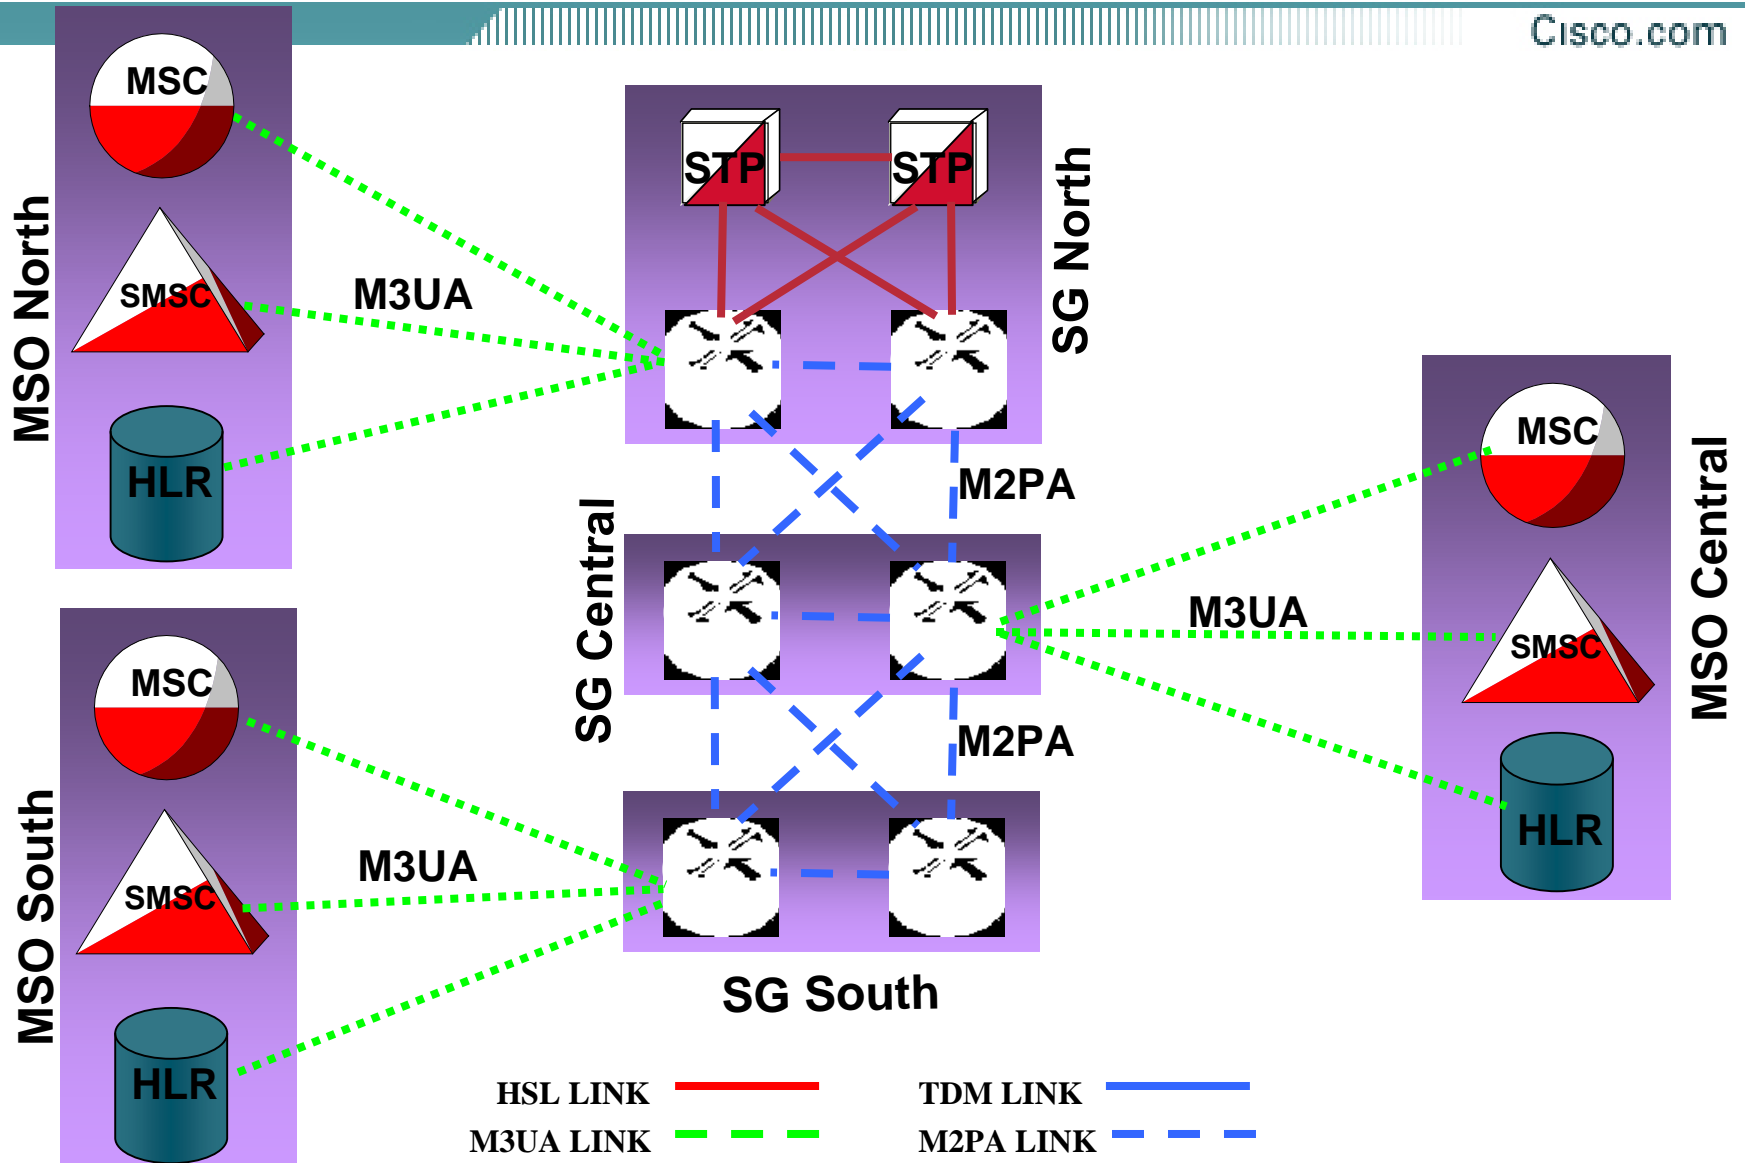 Cisco.com
MSO North
MSC
SMSC
HLR
M3UA
STP
STP
SG North
M2PA
SG Central
M2PA
SG South
MSO Central
MSC
SMSC
HLR
M3UA
MSO South
MSC
SMSC
HLR
M3UA
HSL LINK
TDM LINK
M3UA LINK
M2PA LINK